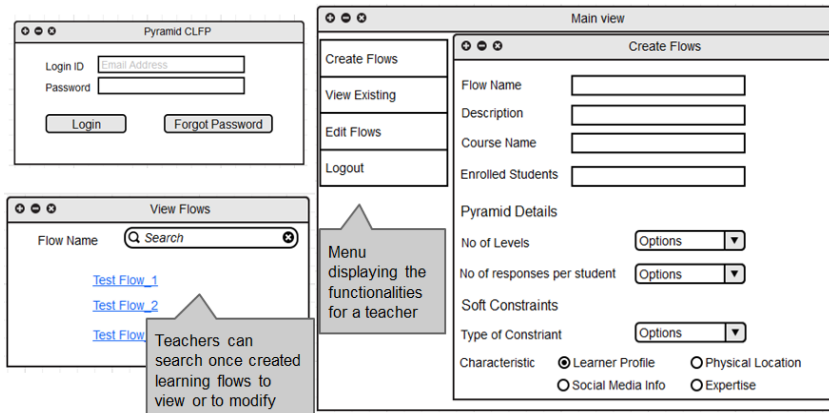 Pyramid CLFP
Login ID Email Address
Password
Login Forgot Password
View Flows
Flow Name Search
Test Flow_1
Test Flow_2
Test Flow_
Teachers can
search once created
learning flows to
view or to modify
Main view
Create Flows
View Existing
Edit Flows
Logout
Menu
displaying the
functionalities
for a teacher
Create Flows
Flow Name
Description
Course Name
Enrolled Students
Pyramid Details
No of Levels Options
No of responses per student Options
Soft Constraints
Type of Constriant Options
Characteristic Learner Profile Physical Location
Social Media Info Expertise